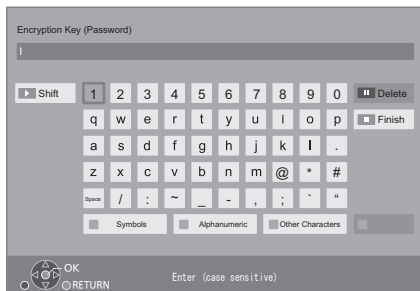 Encryption Key (Password)
Shift 1 2 3 4 5 6 7 8 9 0 Delete
q w e r t y u i o p Finish
a s d f g h j k l .
z x c v b n m @ * #
Space / : ~ _ - , ; ` “
Symbols Alphanumeric Other Characters
OK
RETURN
Enter (case sensitive)